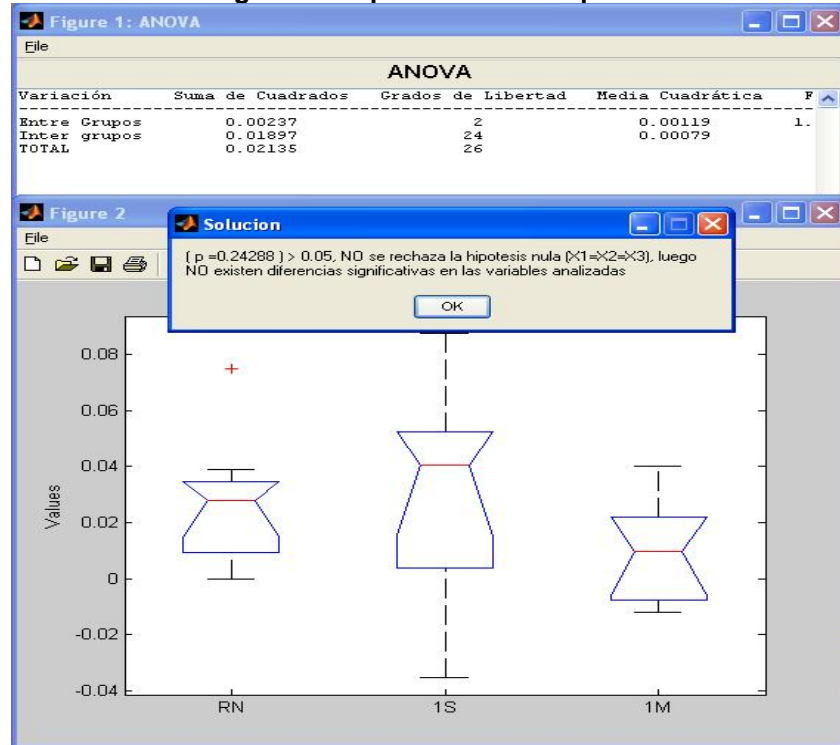 Figure 1: ANOVA
File
ANOVA
Variación Suma de Cuadrados Grados de Libertad Media Cuadrática F
Entre Grupos 0.00237 2 0.00119 1.
Inter grupos 0.01897 24 0.00079
TOTAL 0.02135 26
Figure 2
File
Solucion
( p =0.24288 ) > 0.05, NO se rechaza la hipotesis nula (X1=X2=X3), luego
NO existen diferencias significativas en las variables analizadas
OK
0.08
0.06
0.04
0.02
0
-0.02
-0.04
Values
RN 1S 1M